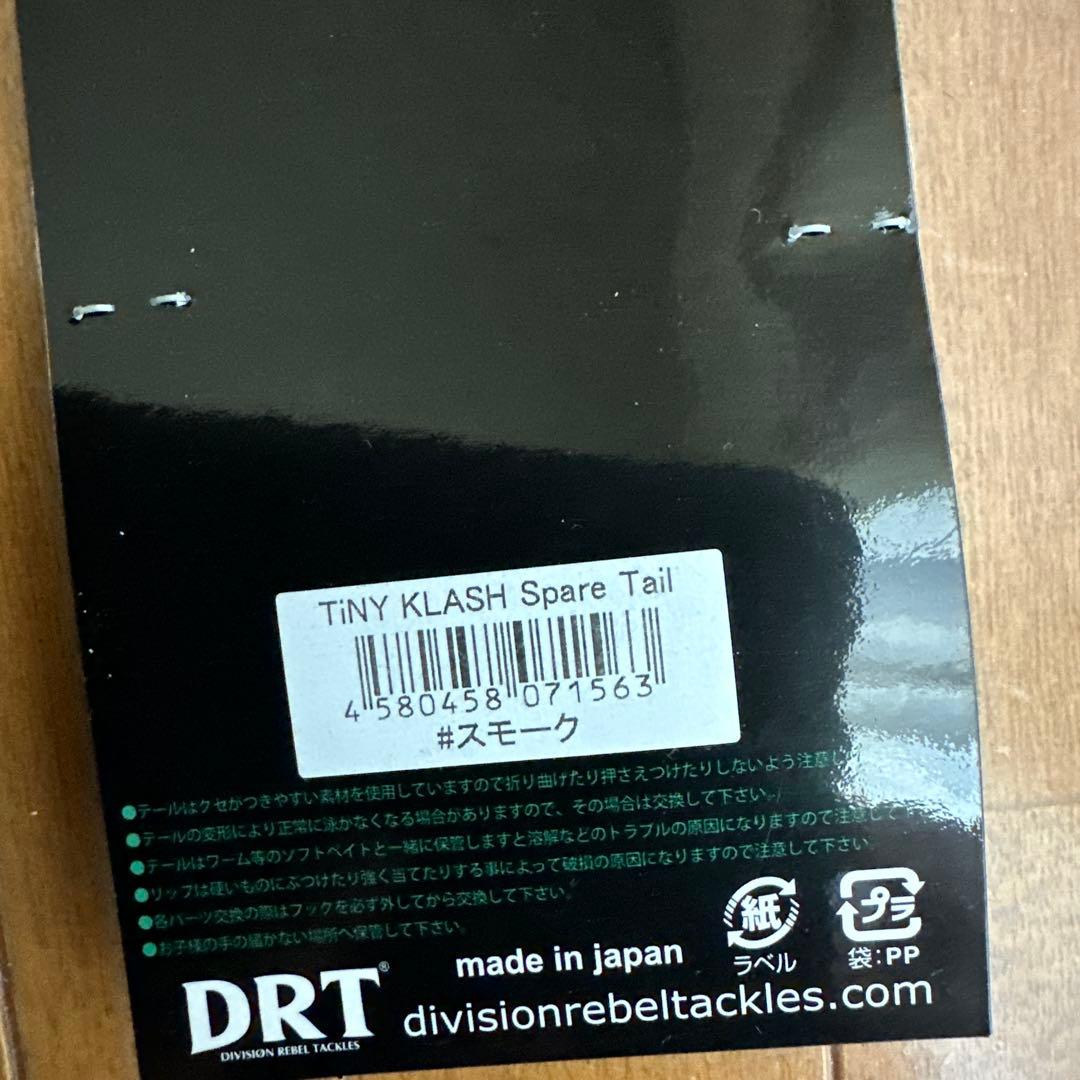 TiNY KLASH Spare Tail
4 580458 071563
#スモーク
●テールはクセがつきやすい素材を使用していますので折り曲げたり押さえつけたりしないよう注意し
●テールの変形により正常に泳がなくなる場合がありますので、その場合は交換して下さい。
●テールはワーム等のソフトベイトと一緒に保管しますと溶解などのトラブルの原因になりますので注意して
●リップは硬いものにぶつけたり強く当てたりする事によって破損の原因になりますので注意して下さい。
●各パーツ交換の際はフックを必ず外してから交換して下さい。
●お子様の手の届かない場所へ保管して下さい。
紙
ラベル
プラ
袋:PP
made in japan
DRT®
DIVISION REBEL TACKLES
divisionrebeltackles.com